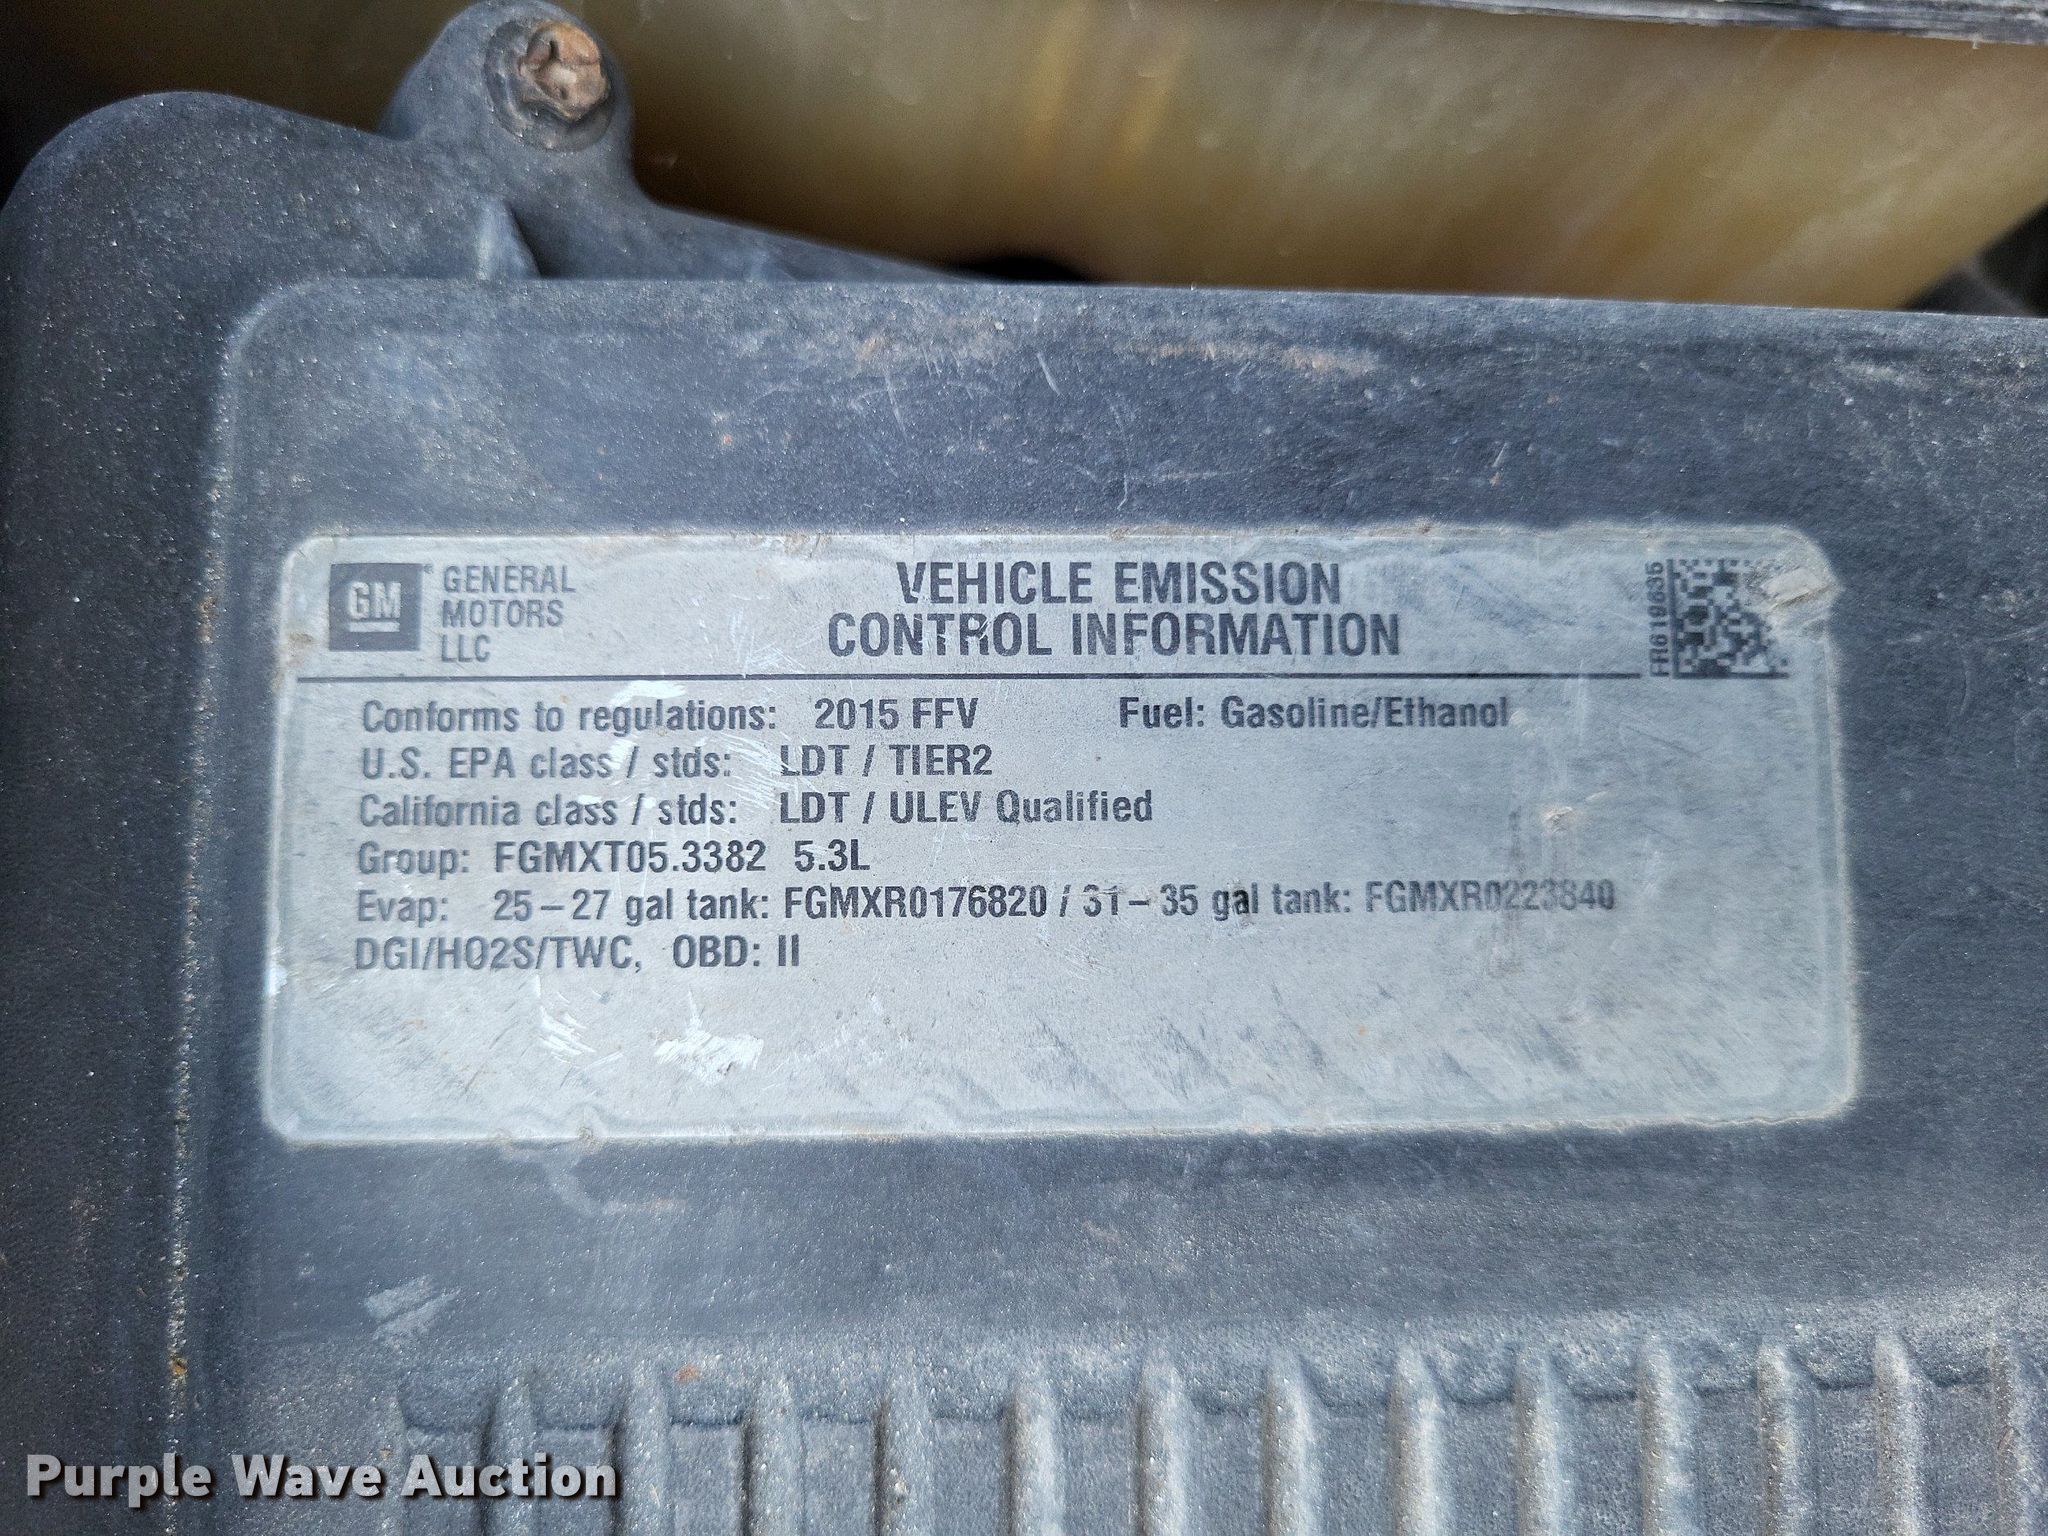 GM
GENERAL
MOTORS
LLC
VEHICLE EMISSION
CONTROL INFORMATION
FR619635
Conforms to regulations: 2015 FFV Fuel: Gasoline/Ethanol
U.S. EPA class / stds: LDT / TIER2
California class / stds: LDT / ULEV Qualified
Group: FGMXT05.3382 5.3L
Evap: 25–27 gal tank: FGMXR0176820 / 31–35 gal tank: FGMXR0223840
DGI/HO2S/TWC, OBD: II
Purple Wave Auction